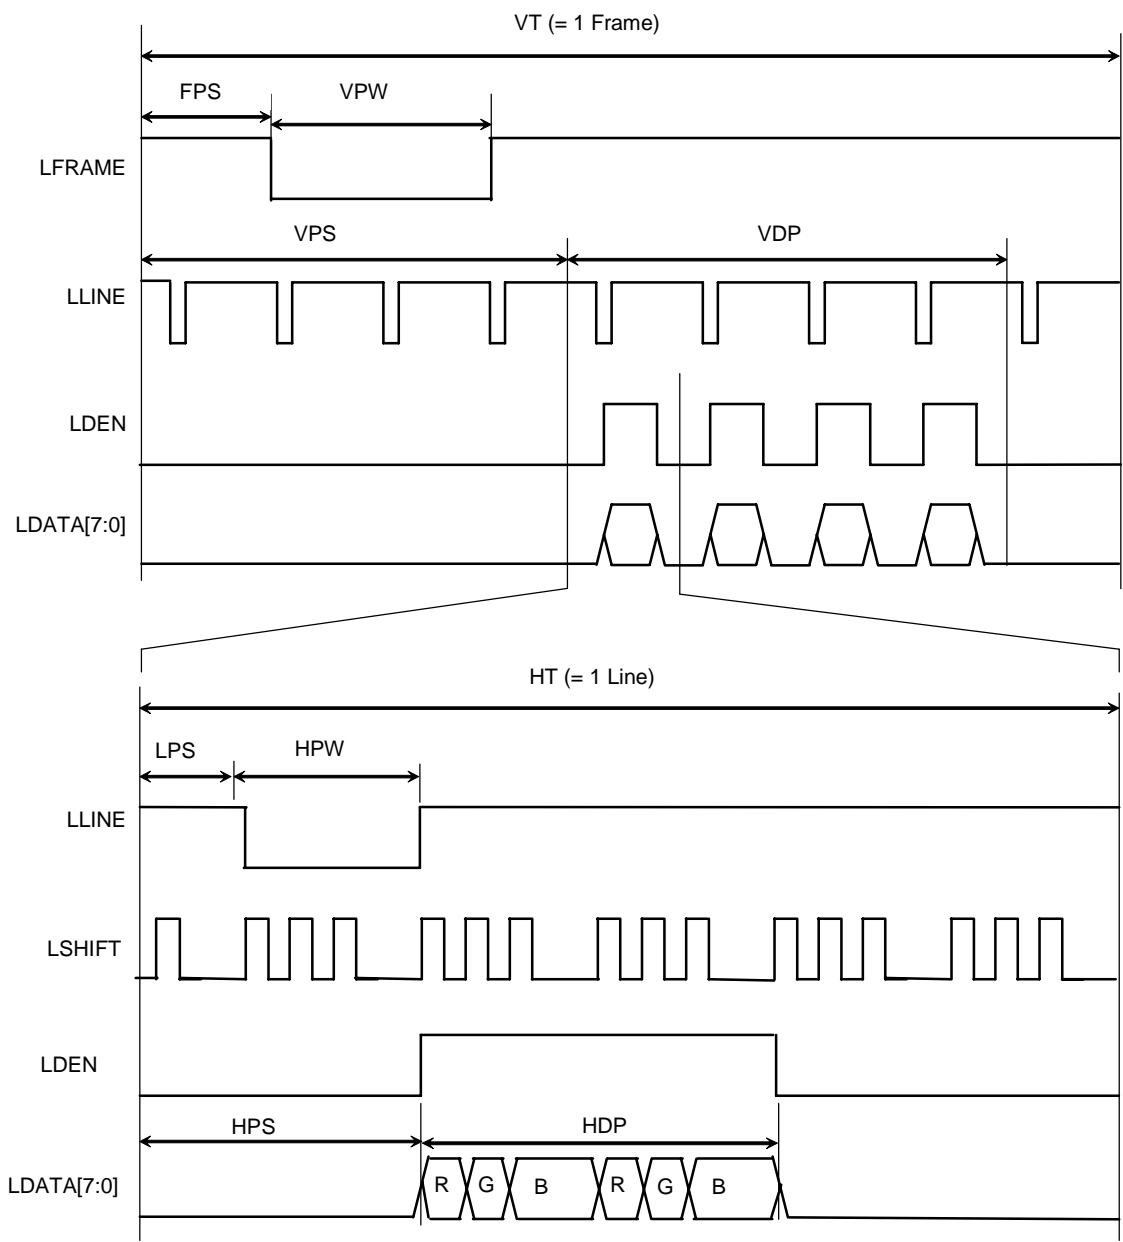 VT (= 1 Frame)
FPS
VPW
LFRAME
VPS
VDP
LLINE
LDEN
LDATA[7:0]
HT (= 1 Line)
LPS
HPW
LLINE
LSHIFT
LDEN
HPS
HDP
LDATA[7:0]
R G B R G B